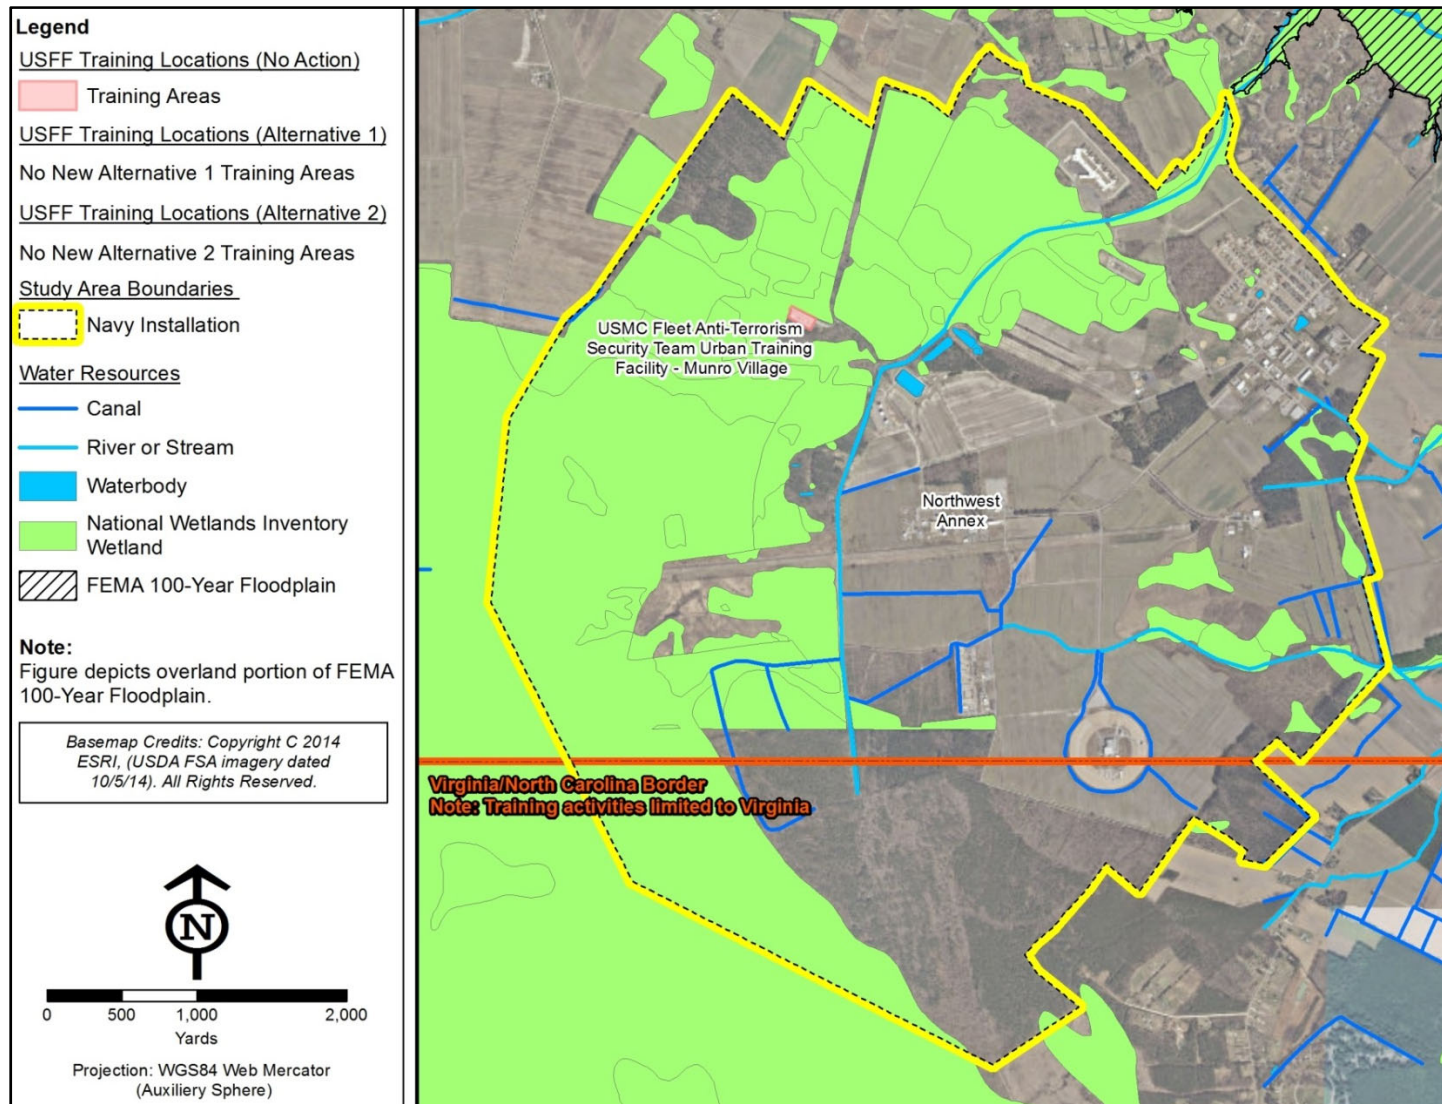 Legend
USFF Training Locations (No Action)
Training Areas
USFF Training Locations (Alternative 1)
No New Alternative 1 Training Areas
USFF Training Locations (Alternative 2)
No New Alternative 2 Training Areas
Study Area Boundaries
Navy Installation
Water Resources
Canal
River or Stream
Waterbody
National Wetlands Inventory
Wetland
FEMA 100-Year Floodplain
Note:
Figure depicts overland portion of FEMA
100-Year Floodplain.
Basemap Credits: Copyright C 2014
ESRI, (USDA FSA imagery dated
10/5/14). All Rights Reserved.
N
0 500 1,000 2,000
Yards
Projection: WGS84 Web Mercator
(Auxiliery Sphere)
USMC Fleet Anti-Terrorism
Security Team Urban Training
Facility - Munro Village
Northwest
Annex
Virginia/North Carolina Border
Note: Training activities limited to Virginia